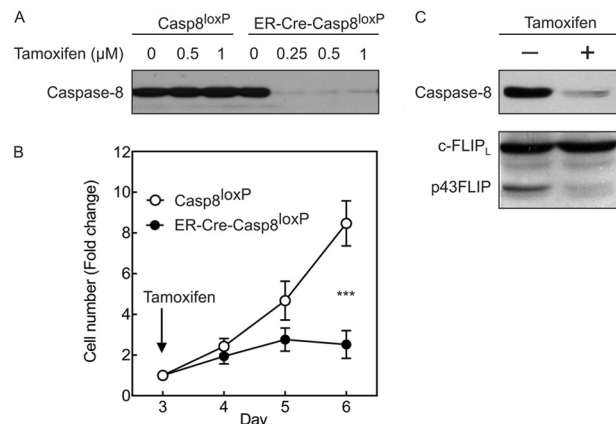 A
Casp8loxP ER-Cre-Casp8loxP
Tamoxifen (µM) 0 0.5 1 0 0.25 0.5 1
Caspase-8
B
12
10
8
6
4
2
0
Cell number (Fold change)
Casp8loxP
ER-Cre-Casp8loxP
Tamoxifen
***
3 4 5 6
Day
C
Tamoxifen
− +
Caspase-8
c-FLIPL
p43FLIP